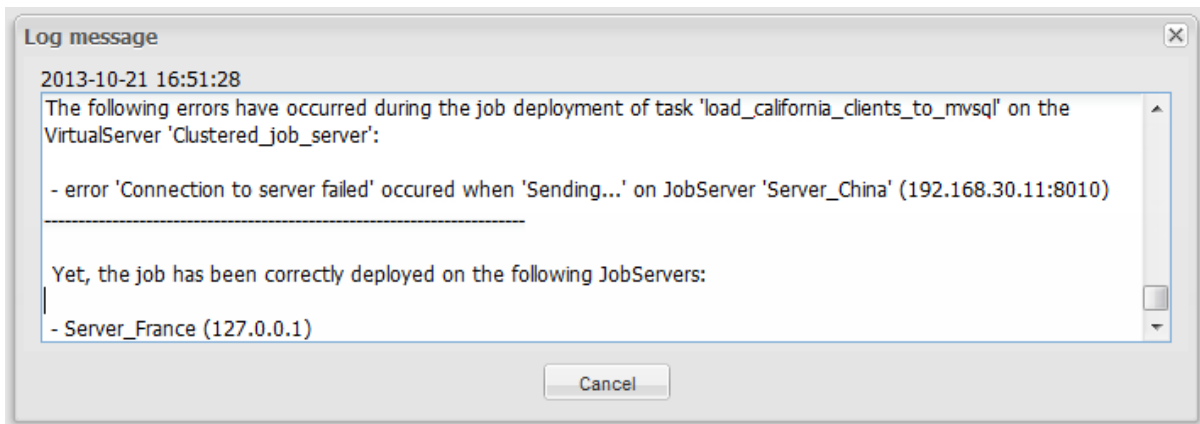 Log message
2013-10-21 16:51:28
The following errors have occurred during the job deployment of task 'load_california_clients_to_mvsql' on the
VirtualServer 'Clustered_job_server':
- error 'Connection to server failed' occured when 'Sending...' on JobServer 'Server_China' (192.168.30.11:8010)
------------------------------------------------------------------------
Yet, the job has been correctly deployed on the following JobServers:
- Server_France (127.0.0.1)
Cancel